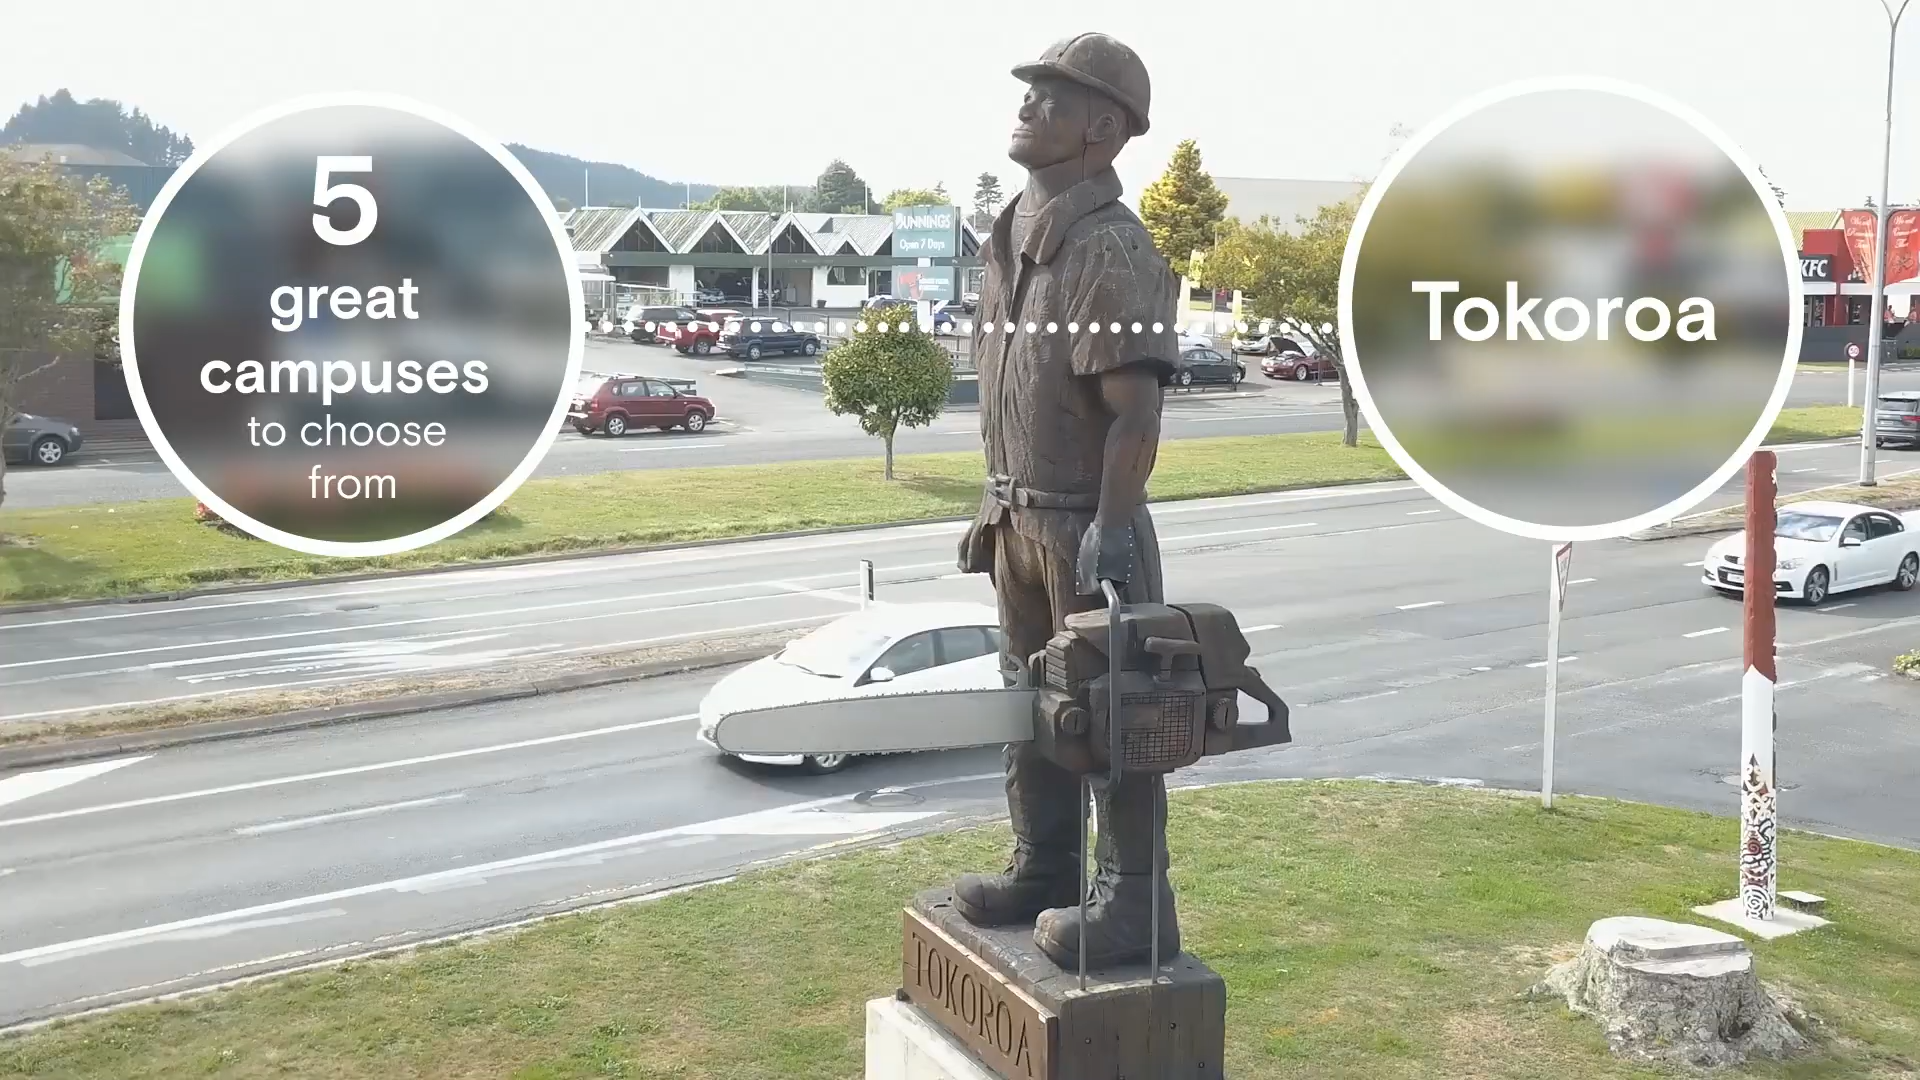 5
great
campuses
to choose
from
Tokoroa
BUNNINGS
Open 7 Days
KFC
TOKOROA